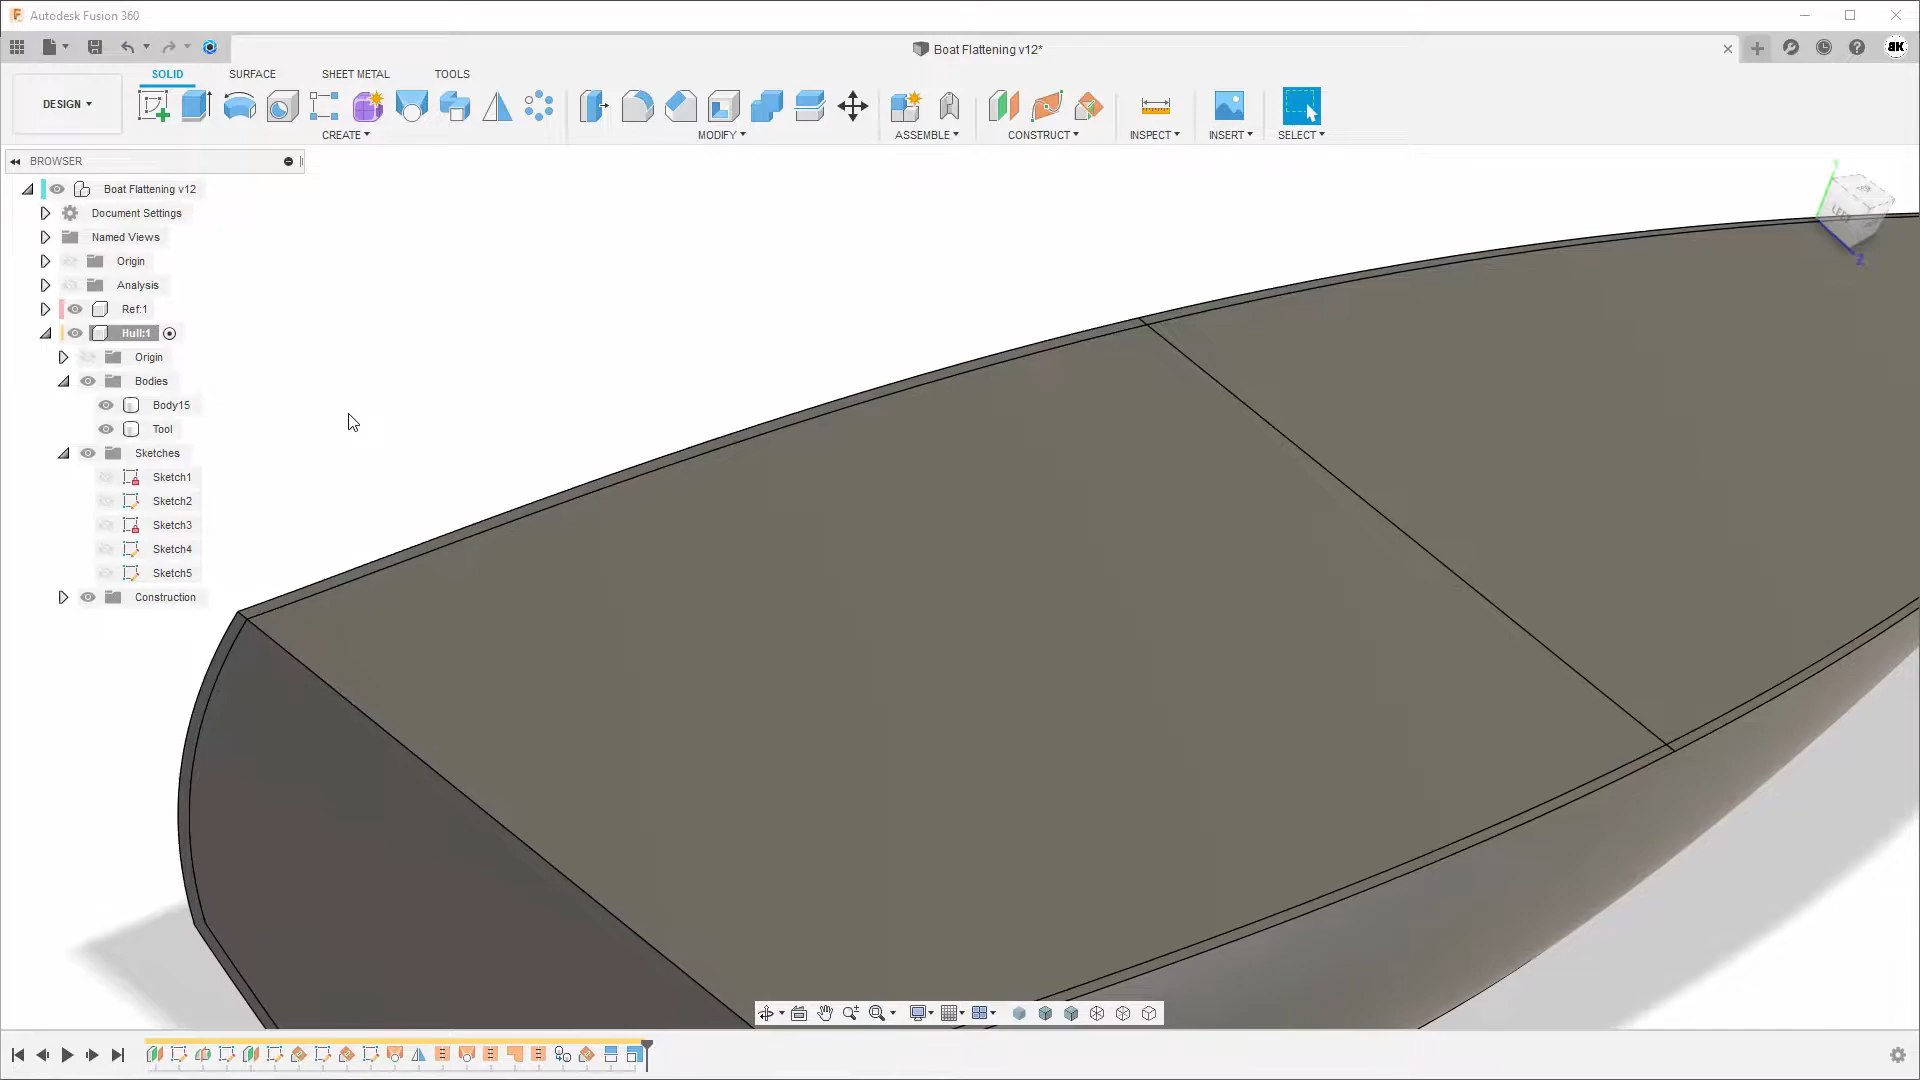 Autodesk Fusion 360
Boat Flattening v12*
BK
SOLID SURFACE SHEET METAL TOOLS
DESIGN
CREATE MODIFY ASSEMBLE CONSTRUCT INSPECT INSERT SELECT
BROWSER
Boat Flattening v12
Document Settings
Named Views
Origin
Analysis
Ref:1
Hull:1
Origin
Bodies
Body15
Tool
Sketches
Sketch1
Sketch2
Sketch3
Sketch4
Sketch5
Construction
LEFT
Z